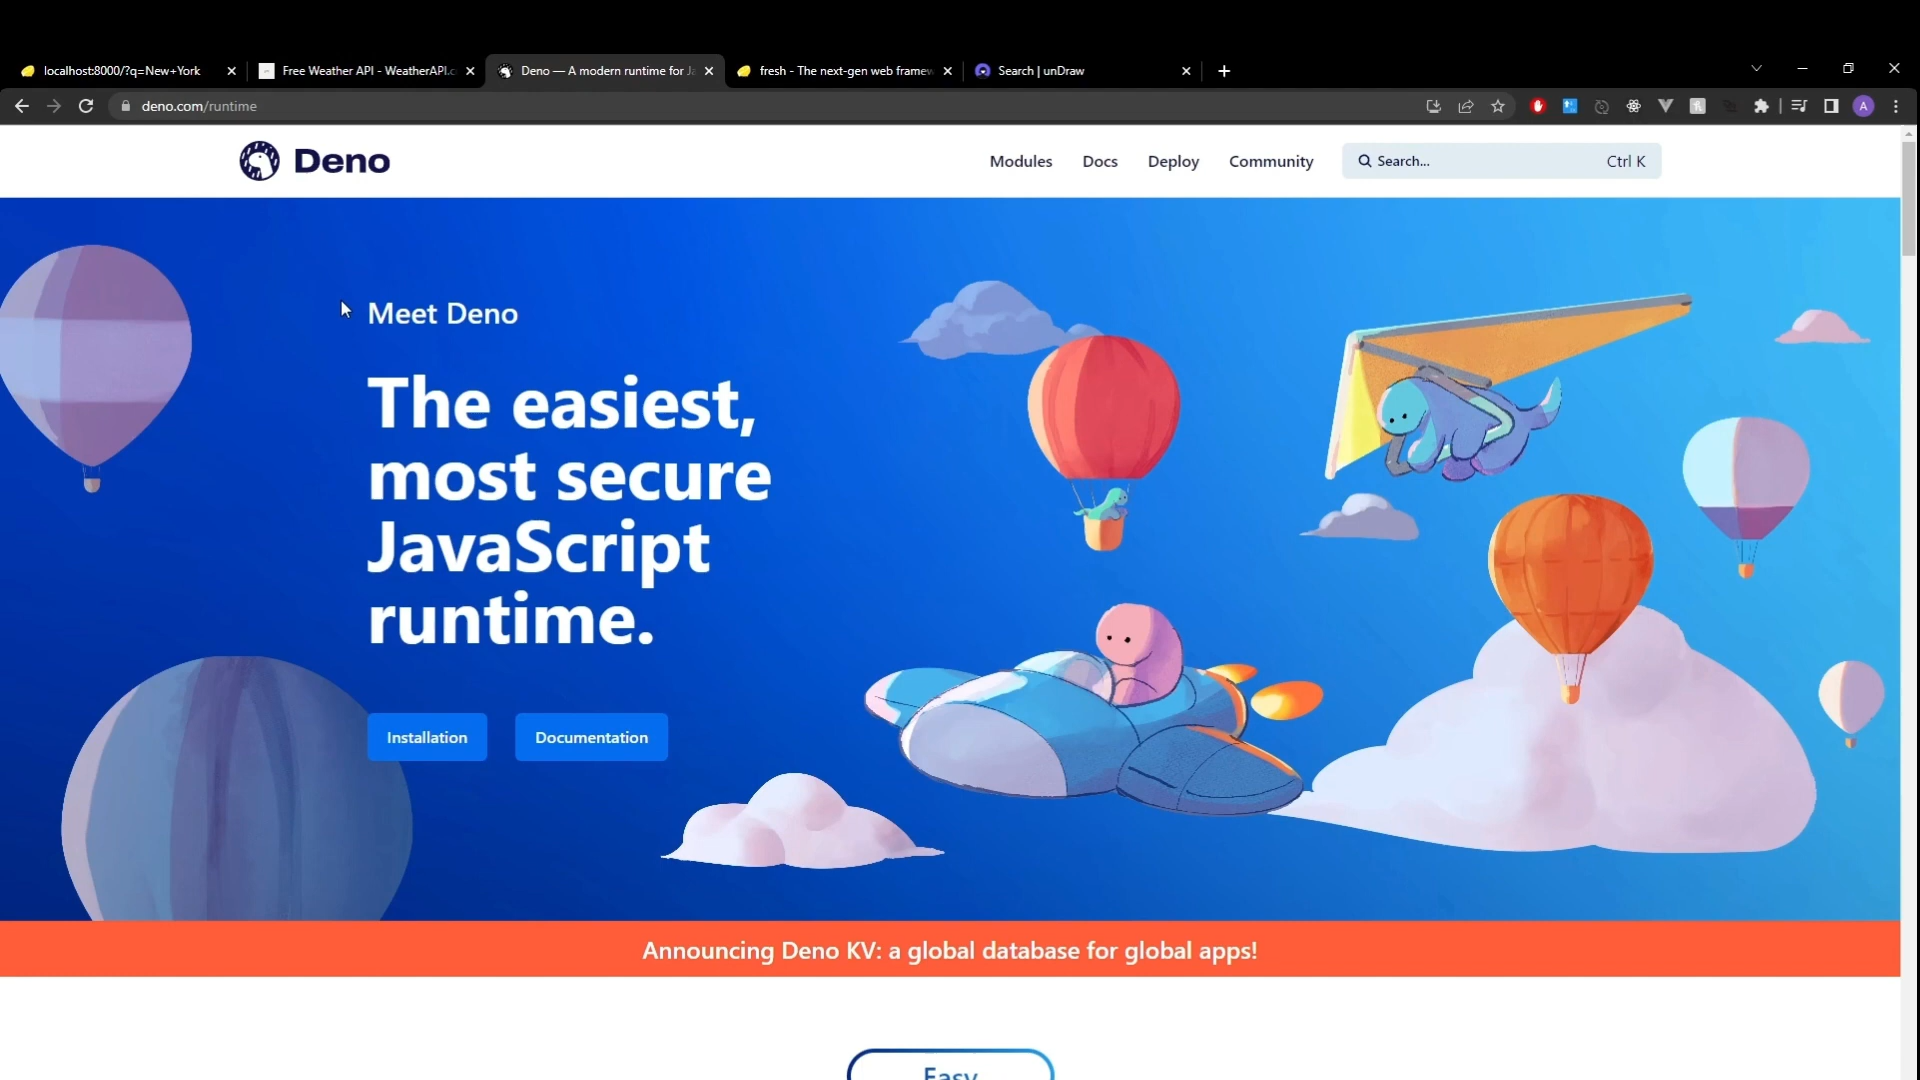 localhost:8000/?q=New+York
Free Weather API - WeatherAPI.c
Deno — A modern runtime for Ja
fresh - The next-gen web framew
Search | unDraw
deno.com/runtime
A
Deno
Modules
Docs
Deploy
Community
Search...
Ctrl K
Meet Deno
The easiest,
most secure
JavaScript
runtime.
Installation
Documentation
Announcing Deno KV: a global database for global apps!
Easy